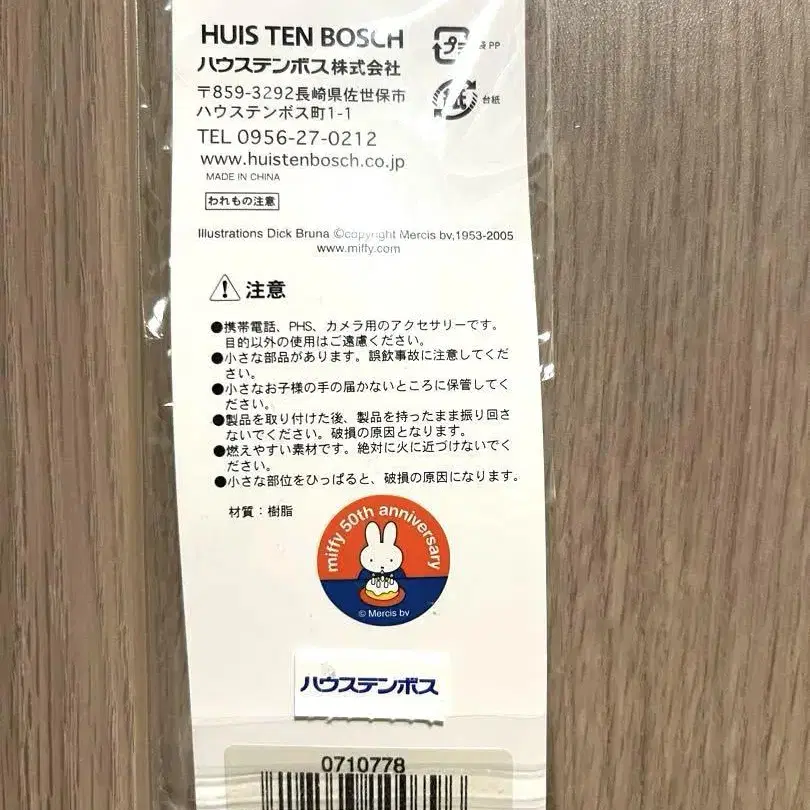 HUIS TEN BOSCH
ハウステンボス株式会社
〒859-3292長崎県佐世保市
ハウステンボス町1-1
TEL 0956-27-0212
www.huistenbosch.co.jp
MADE IN CHINA
われもの注意
プラ
袋PP
紙
台紙
Illustrations Dick Bruna ©copyright Mercis bv,1953-2005
www.miffy.com
注意
●携帯電話、PHS、カメラ用のアクセサリーです。
目的以外の使用はご遠慮ください。
●小さな部品があります。誤飲事故に注意してくだ
さい。
●小さなお子様の手の届かないところに保管してく
ださい。
●製品を取り付けた後、製品を持ったまま振り回さ
ないでください。破損の原因となります。
●燃えやすい素材です。絶対に火に近づけないでく
ださい。
●小さな部位をひっぱると、破損の原因になります。
材質：樹脂
miffy 50th anniversary
© Mercis bv
ハウステンボス
0710778